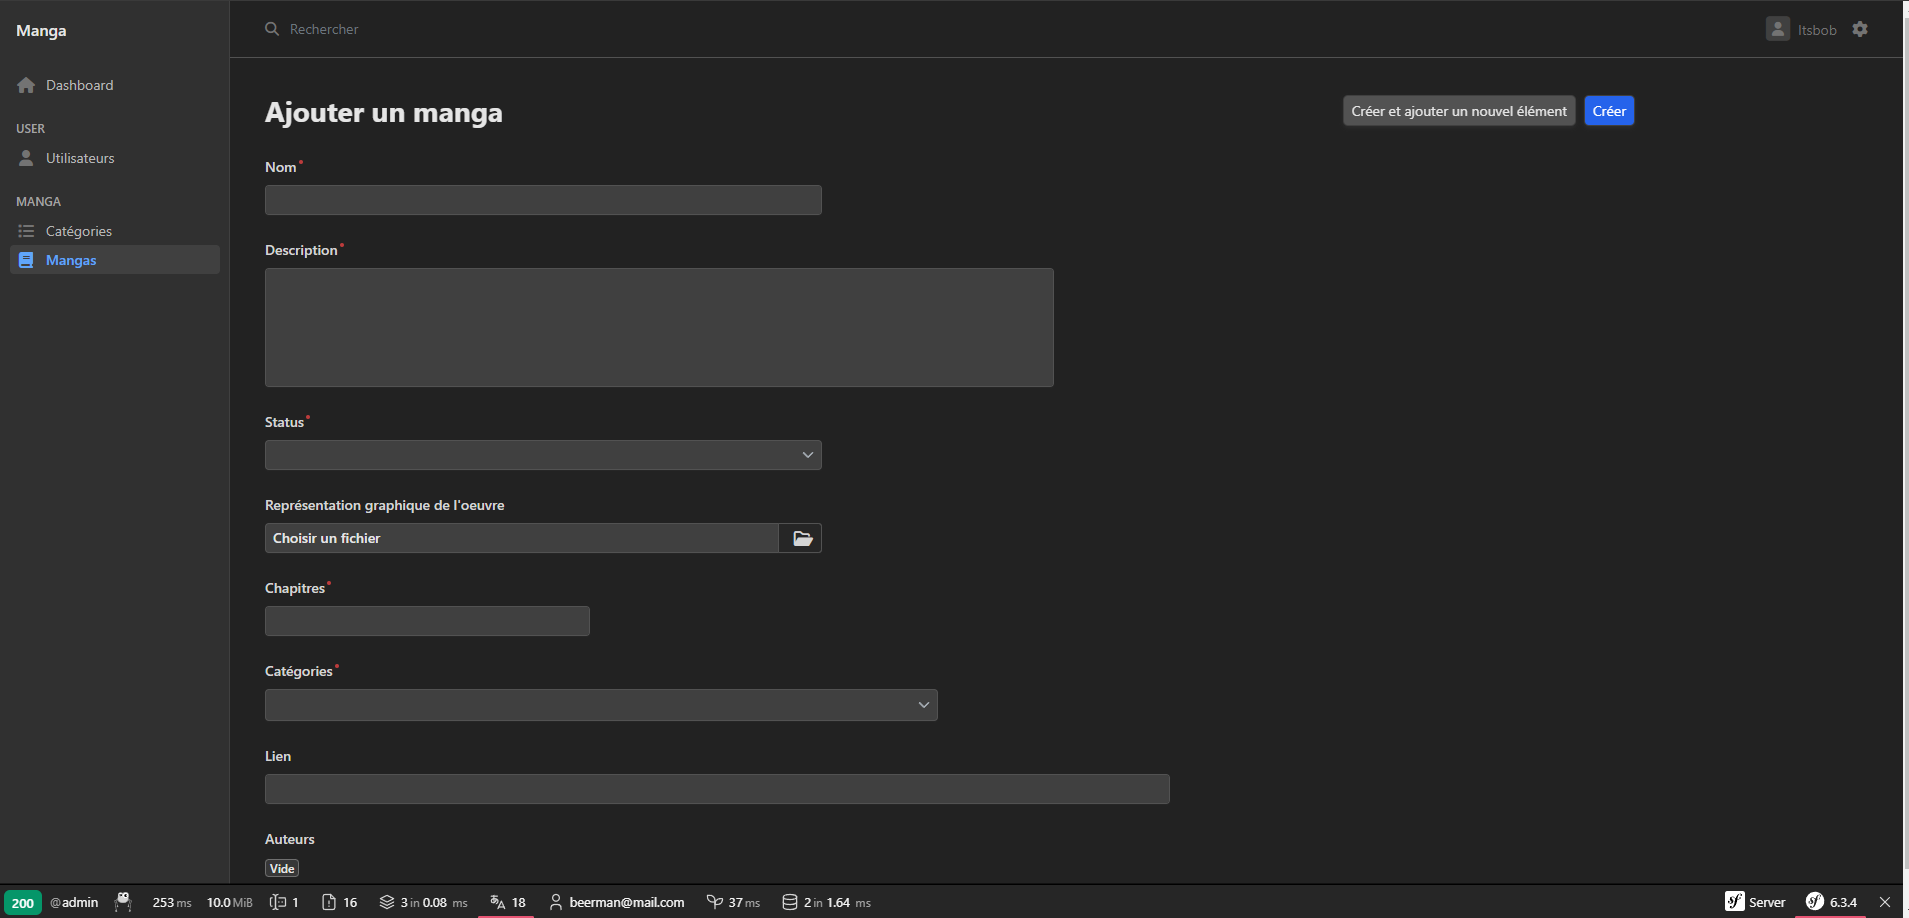 Manga
Rechercher
Itsbob
Dashboard
USER
Utilisateurs
MANGA
Catégories
Mangas
Ajouter un manga
Créer et ajouter un nouvel élément
Créer
Nom*
Description*
Status*
Représentation graphique de l'oeuvre
Choisir un fichier
Chapitres*
Catégories*
Lien
Auteurs
Vide
200 @admin 253 ms 10.0 MiB 1 16 3 in 0.08 ms 18 beerman@mail.com 37 ms 2 in 1.64 ms sf Server sf 6.3.4